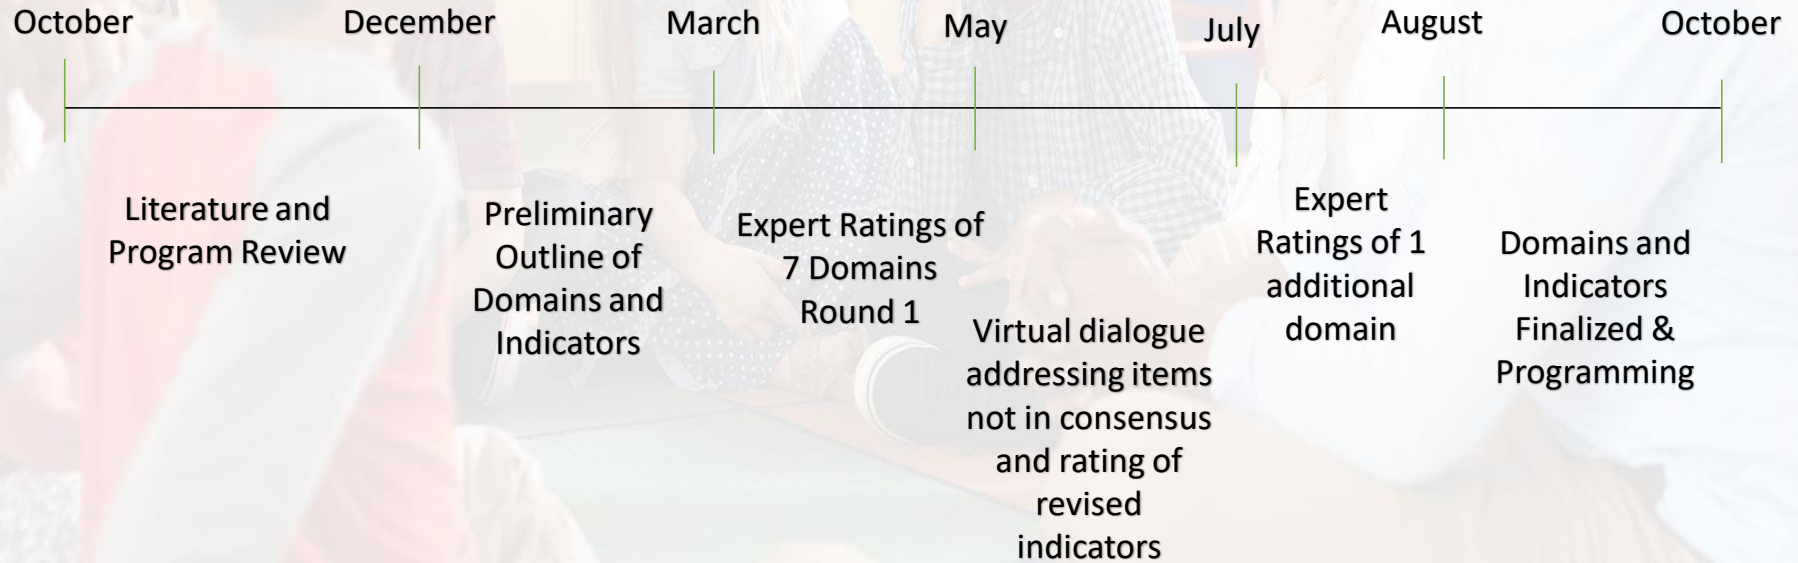 October
December
March
May
July
August
October
Literature and
Program Review
Preliminary
Outline of
Domains and
Indicators
Expert Ratings of
7 Domains
Round 1
Virtual dialogue
addressing items
not in consensus
and rating of
revised
indicators
Expert
Ratings of 1
additional
domain
Domains and
Indicators
Finalized &
Programming